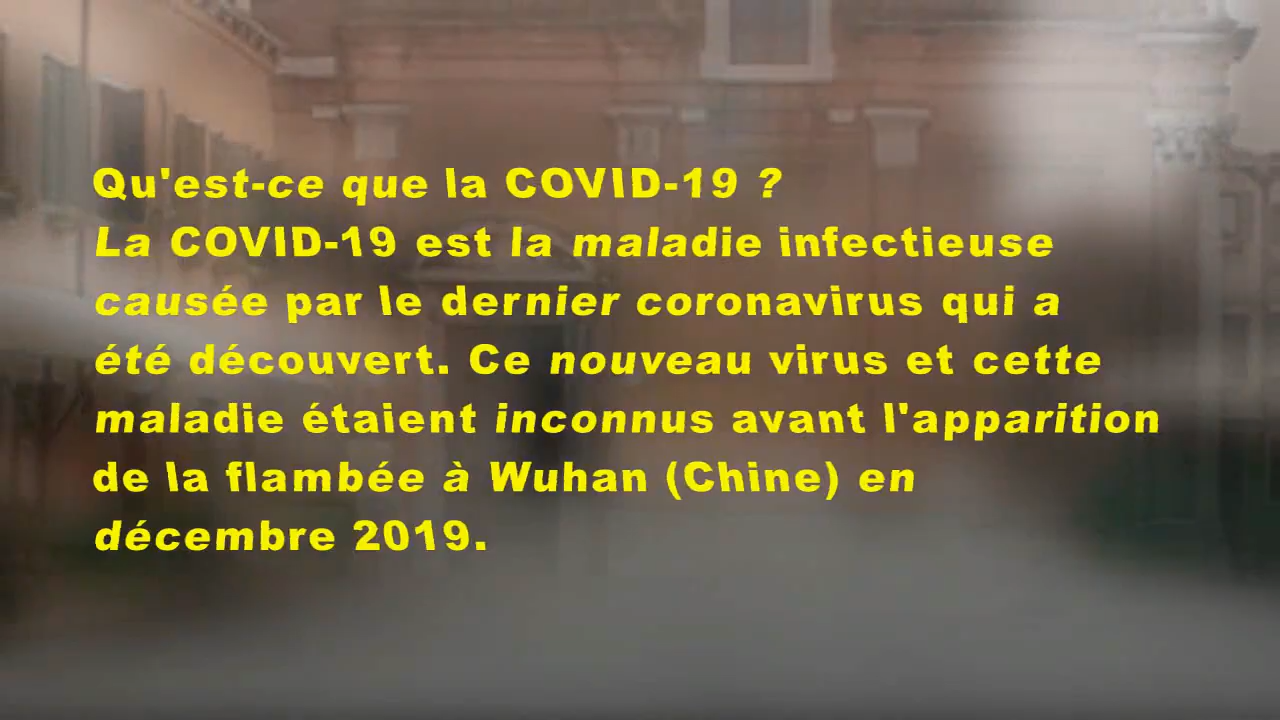 Qu'est-ce que la COVID-19 ?
La COVID-19 est la maladie infectieuse
causée par le dernier coronavirus qui a
été découvert. Ce nouveau virus et cette
maladie étaient inconnus avant l'apparition
de la flambée à Wuhan (Chine) en
décembre 2019.